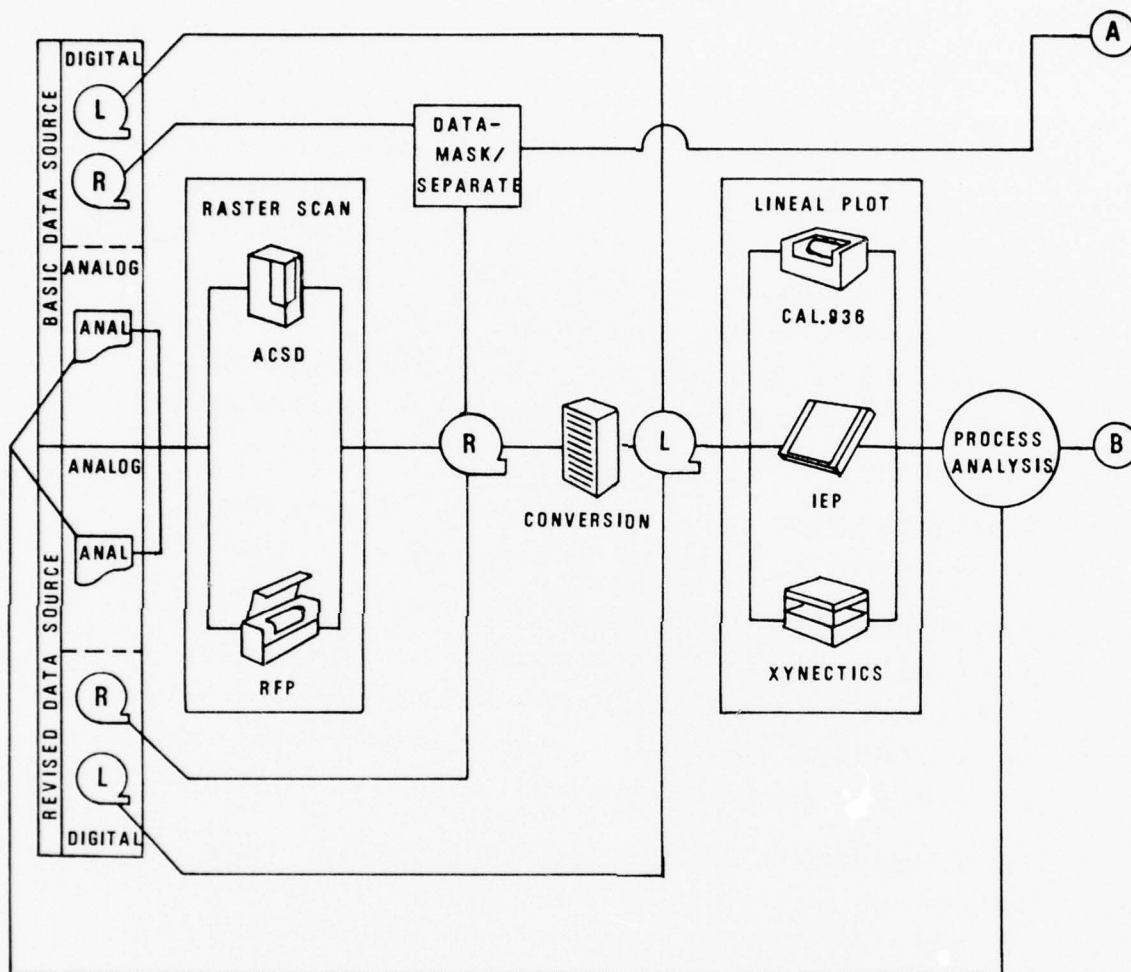 A
DIGITAL
L
R
BASIC DATA SOURCE
ANALOG
ANAL
DATA-
MASK/
SEPARATE
RASTER SCAN
ACSD
RFP
LINEAL PLOT
CAL.936
IEP
XYNECTICS
R
CONVERSION
L
PROCESS
ANALYSIS
B
REVISED DATA SOURCE
ANALOG
ANAL
R
L
DIGITAL